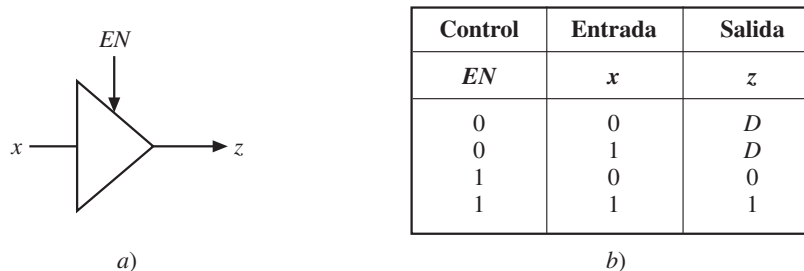 EN
x
z
a)
Control Entrada Salida
EN x z
0 0 D
0 1 D
1 0 0
1 1 1
b)